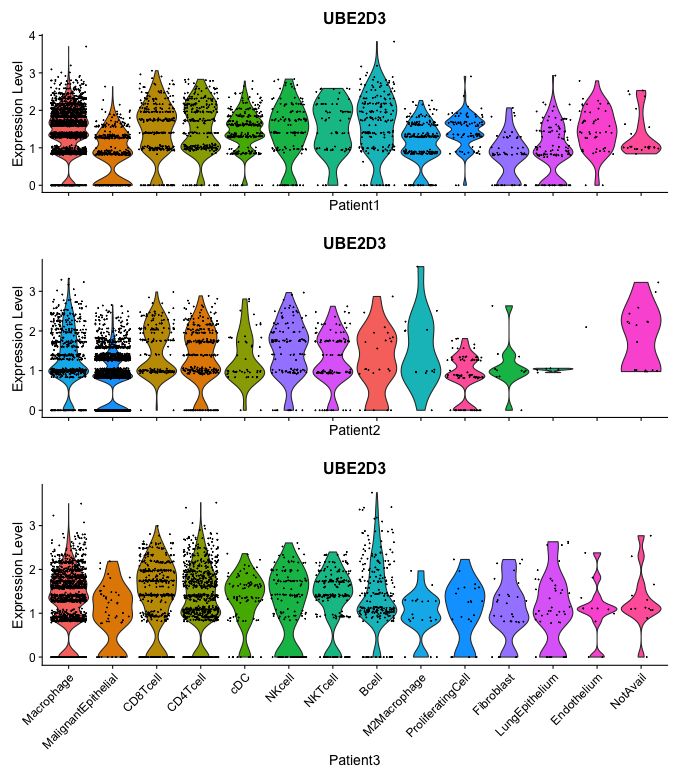 UBE2D3
Expression Level
4
3
2
1
0
Patient1
UBE2D3
Expression Level
3
2
1
0
Patient2
UBE2D3
Expression Level
3
2
1
0
Macrophage
MalignantEpithelial
CD8Tcell
CD4Tcell
cDC
NKcell
NKTcell
Bcell
M2Macrophage
ProliferatingCell
Fibroblast
LungEpithelium
Endothelium
NotAvail
Patient3